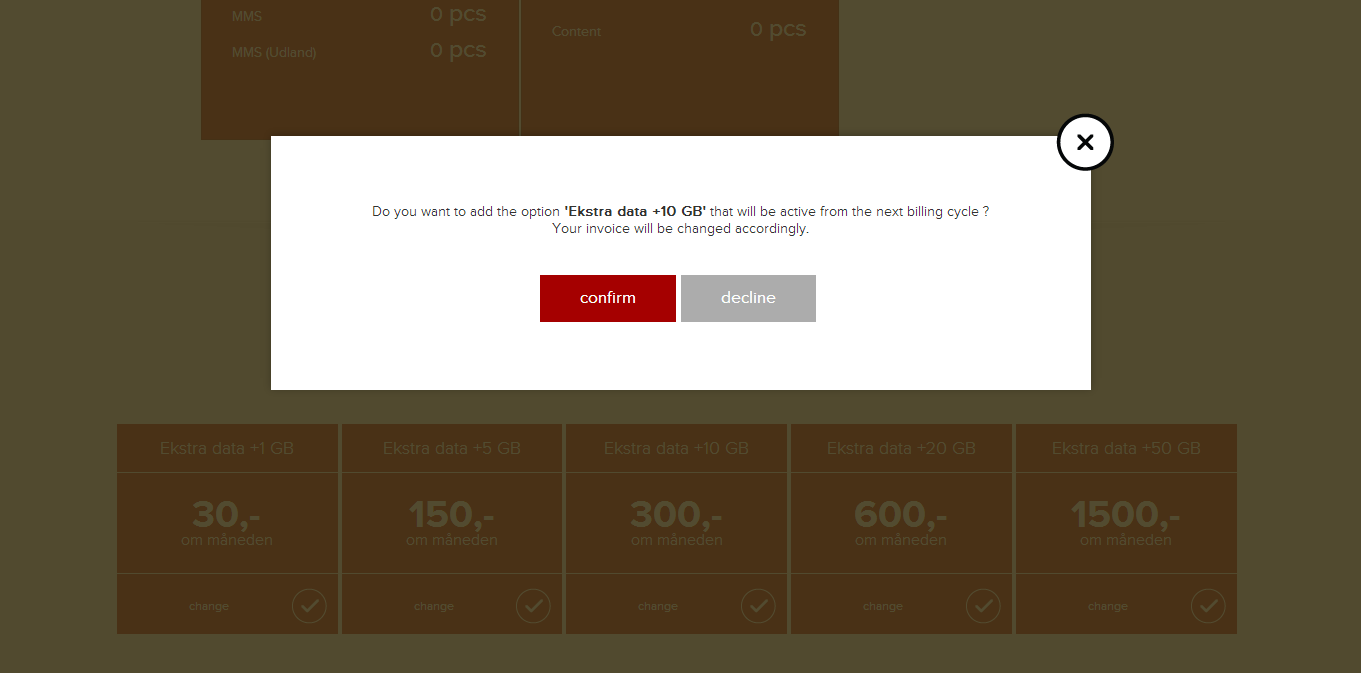 MMS 0 pcs
Content 0 pcs
MMS (Udland) 0 pcs
Do you want to add the option 'Ekstra data +10 GB' that will be active from the next billing cycle ?
Your invoice will be changed accordingly.
confirm decline
Ekstra data +1 GB Ekstra data +5 GB Ekstra data +10 GB Ekstra data +20 GB Ekstra data +50 GB
30,- 150,- 300,- 600,- 1500,-
om måneden om måneden om måneden om måneden om måneden
change change change change change